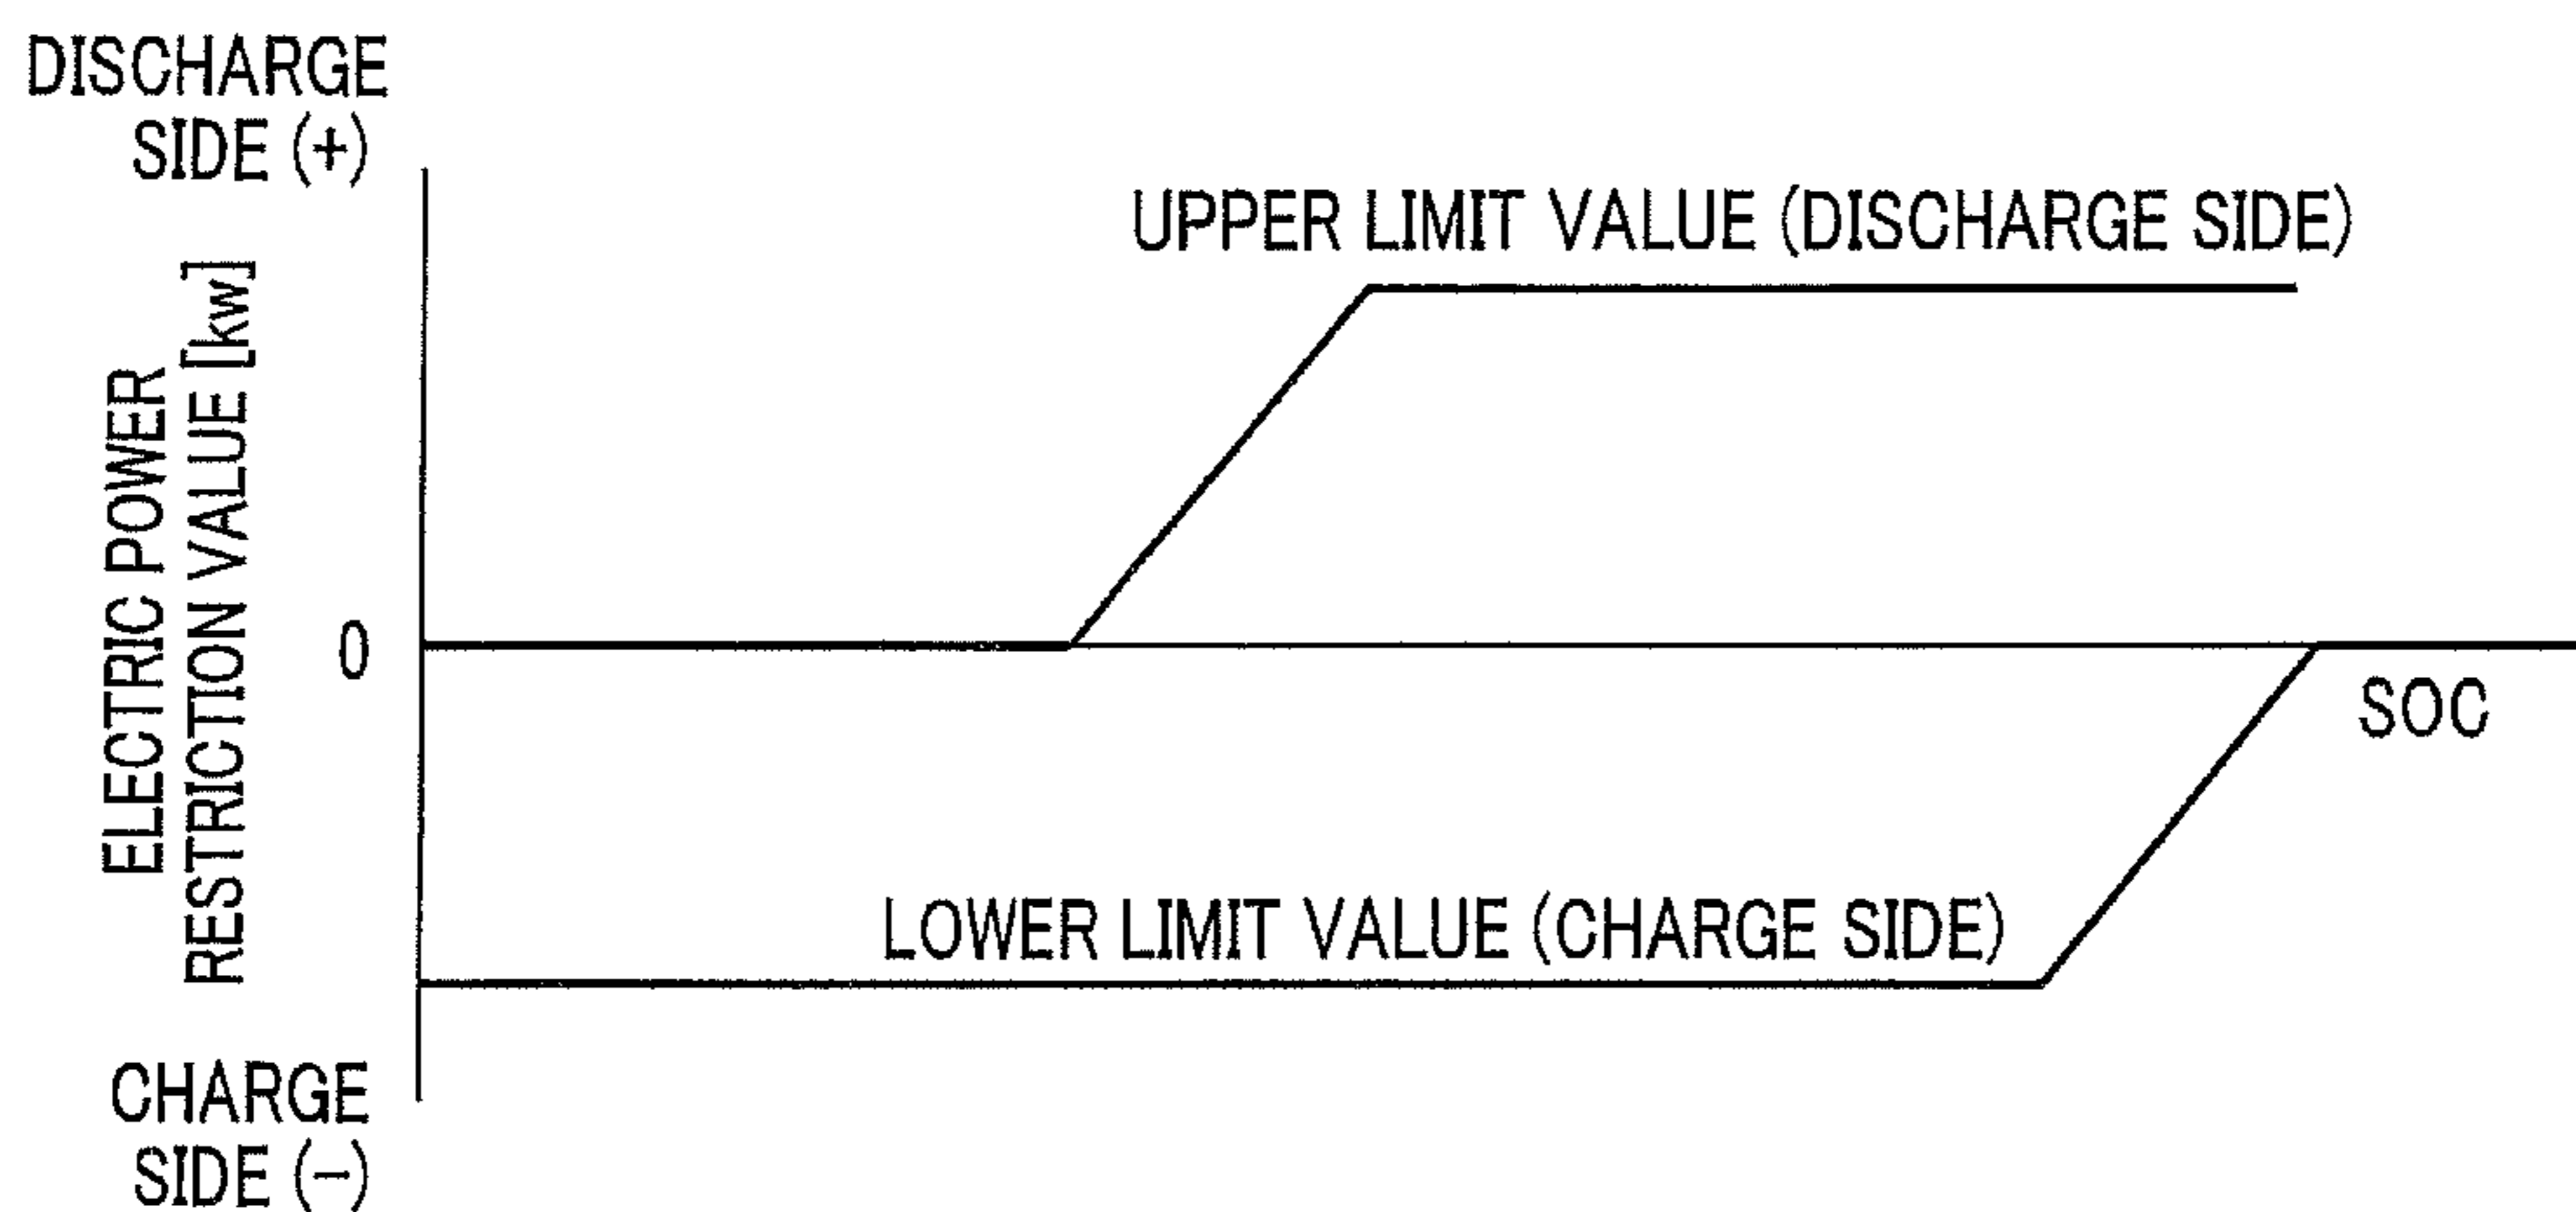 DISCHARGE
SIDE (+)
UPPER LIMIT VALUE (DISCHARGE SIDE)
ELECTRIC POWER
RESTRICTION VALUE [kw]
0
SOC
LOWER LIMIT VALUE (CHARGE SIDE)
CHARGE
SIDE (−)